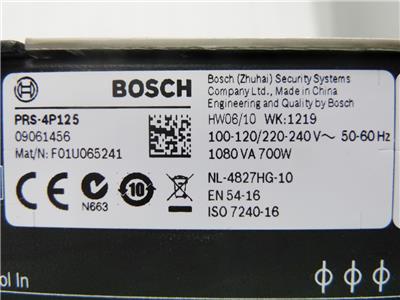 BOSCH
Bosch (Zhuhai) Security Systems
Company Ltd., Made in China
Engineering and Quality by Bosch
PRS-4P125
09061456
Mat/N: F01U065241
HW06/10 WK:1219
100-120/220-240 V~ 50-60 Hz
1080 VA 700W
NL-4827HG-10
EN 54-16
ISO 7240-16
CE
N663
10
ol In